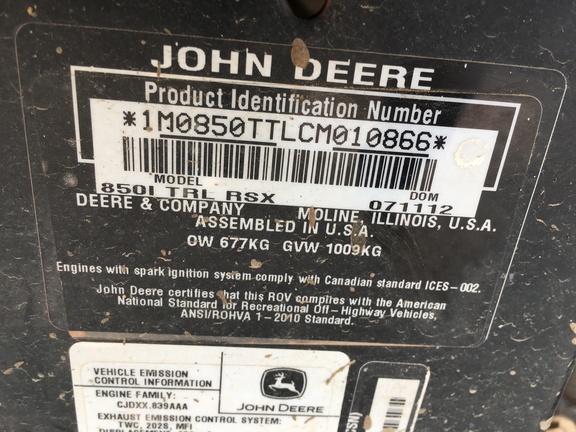 JOHN DEERE
Product Identification Number
*1M0850TTLCM010866*
MODEL DOM
850I TRL RSX 071112
DEERE & COMPANY MOLINE, ILLINOIS, U.S.A.
ASSEMBLED IN U.S.A.
OW 677KG GVW 1009KG
Engines with spark ignition system comply with Canadian standard ICES-002.
John Deere certifies that this ROV complies with the American
National Standard for Recreational Off-Highway Vehicles,
ANSI/ROHVA 1-2010 Standard.
VEHICLE EMISSION
CONTROL INFORMATION
ENGINE FAMILY:
CJDXX.839AAA
JOHN DEERE
EXHAUST EMISSION CONTROL SYSTEM:
TWC, 2O2S, MFI